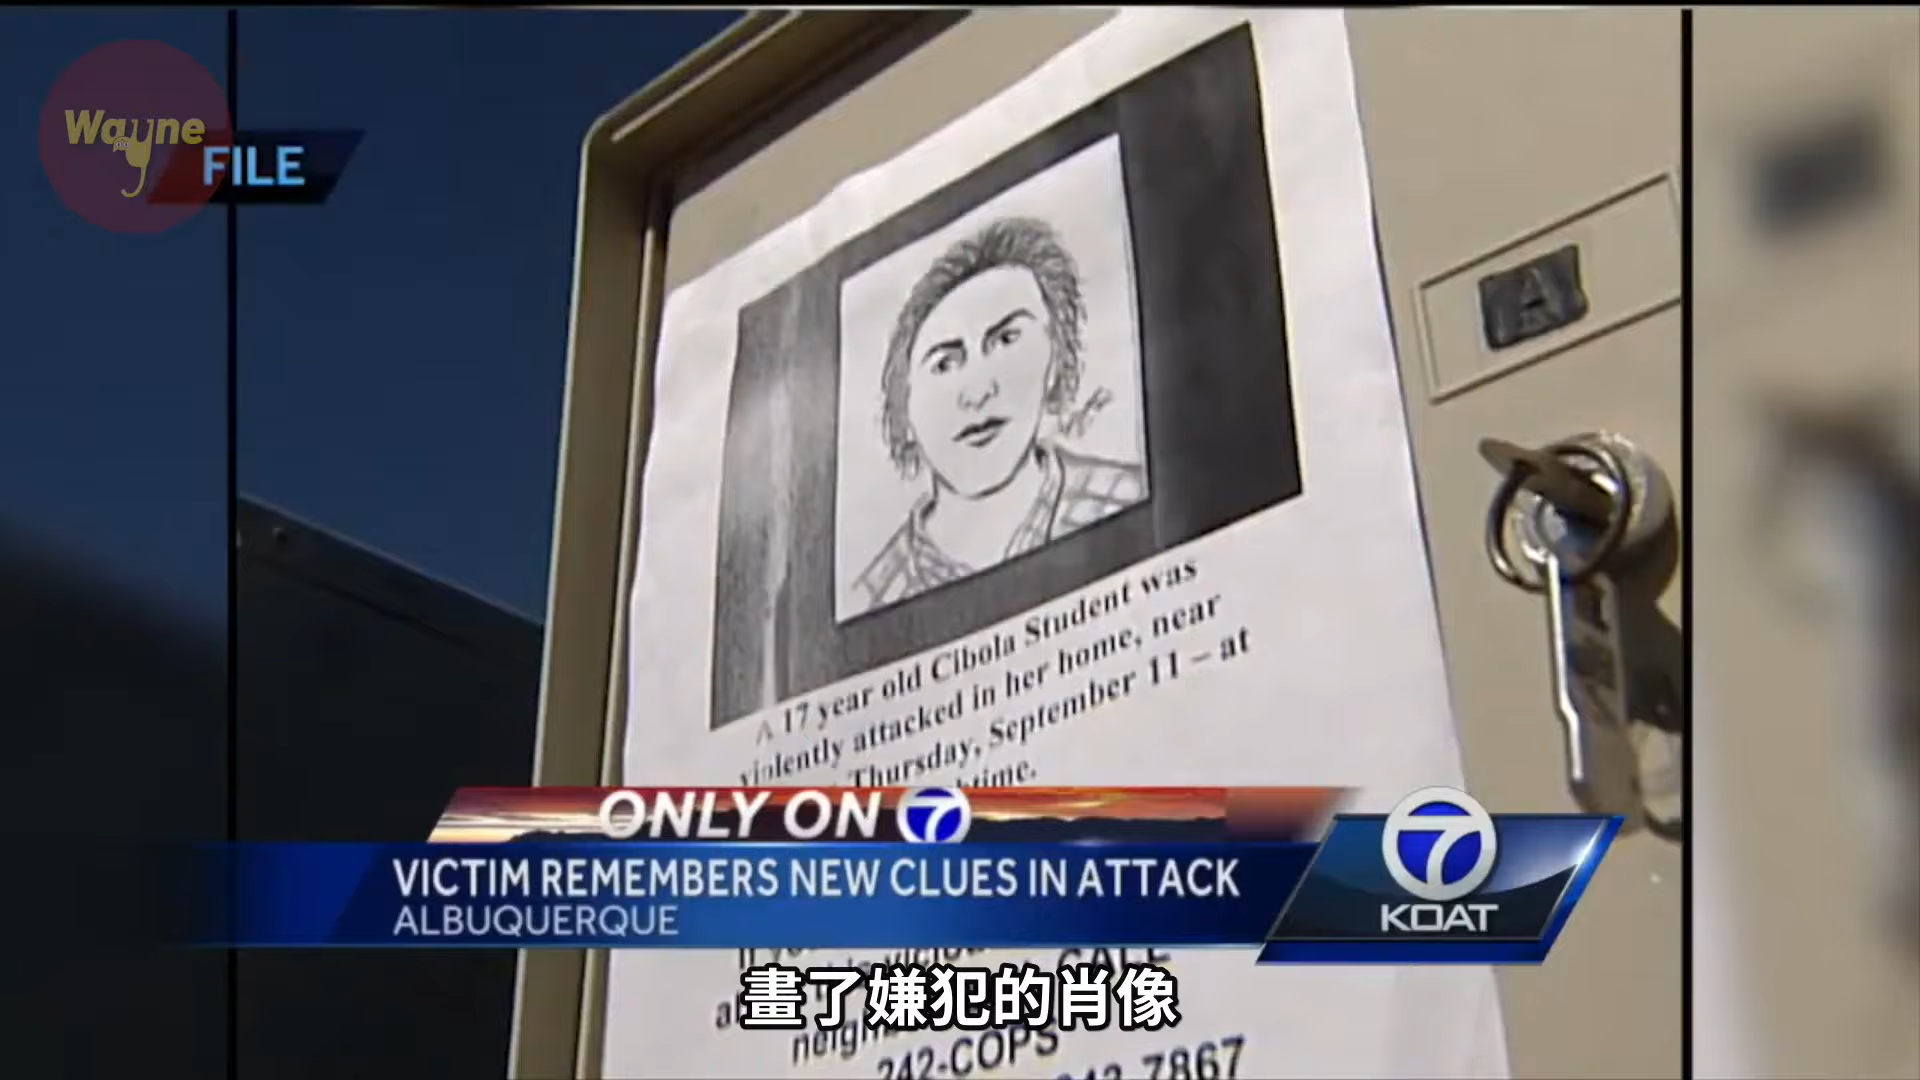 Wayne
FILE
A
A 17 year old Cibola Student was
violently attacked in her home, near
Thursday, September 11 – at
ONLY ON 7
VICTIM REMEMBERS NEW CLUES IN ATTACK
ALBUQUERQUE
7
KOAT
CALL
畫了嫌犯的肖像
242-COPS
7867